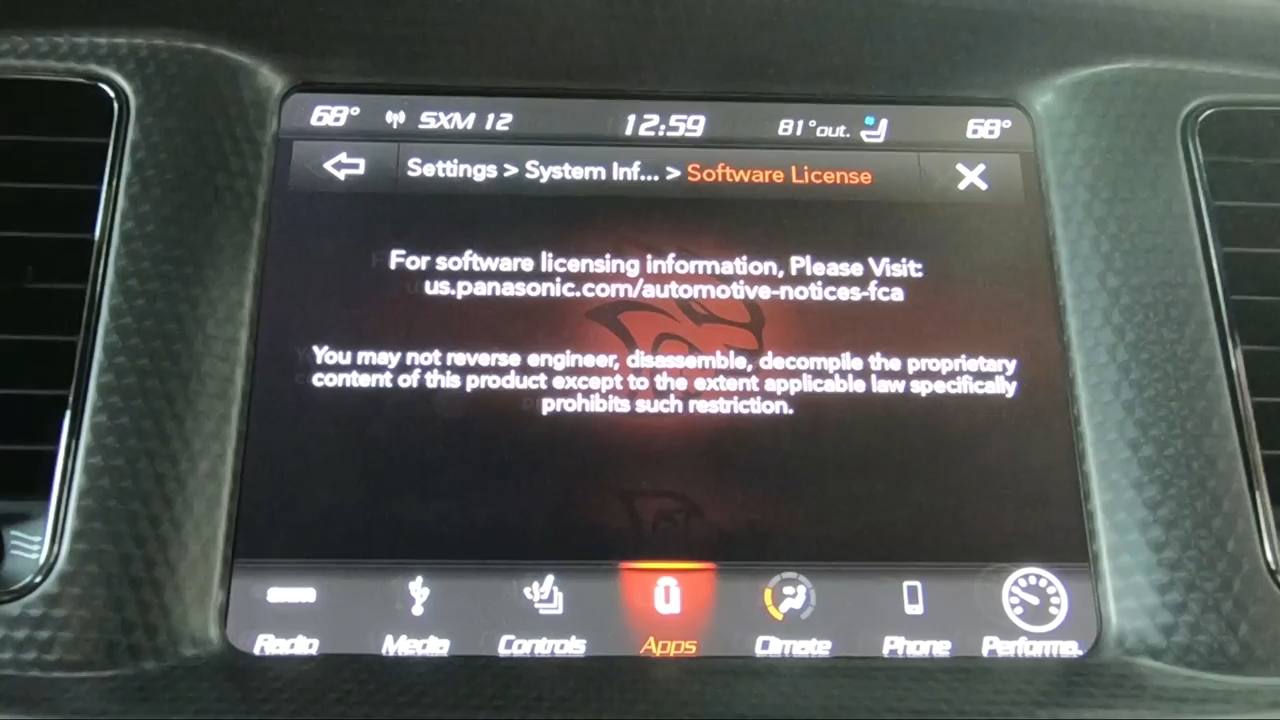 68° SXM 12 12:59 81°out. 68°
Settings > System Inf... > Software License
For software licensing information, Please Visit:
us.panasonic.com/automotive-notices-fca
You may not reverse engineer, disassemble, decompile the proprietary
content of this product except to the extent applicable law specifically
prohibits such restriction.
Radio Media Controls Apps Climate Phone Performa..